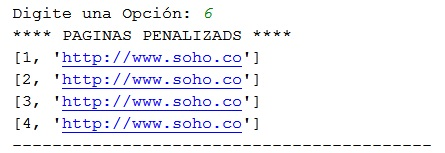 Digite una Opción: 6
**** PAGINAS PENALIZADS ****
[1, 'http://www.soho.co']
[2, 'http://www.soho.co']
[3, 'http://www.soho.co']
[4, 'http://www.soho.co']
-------------------------------------------